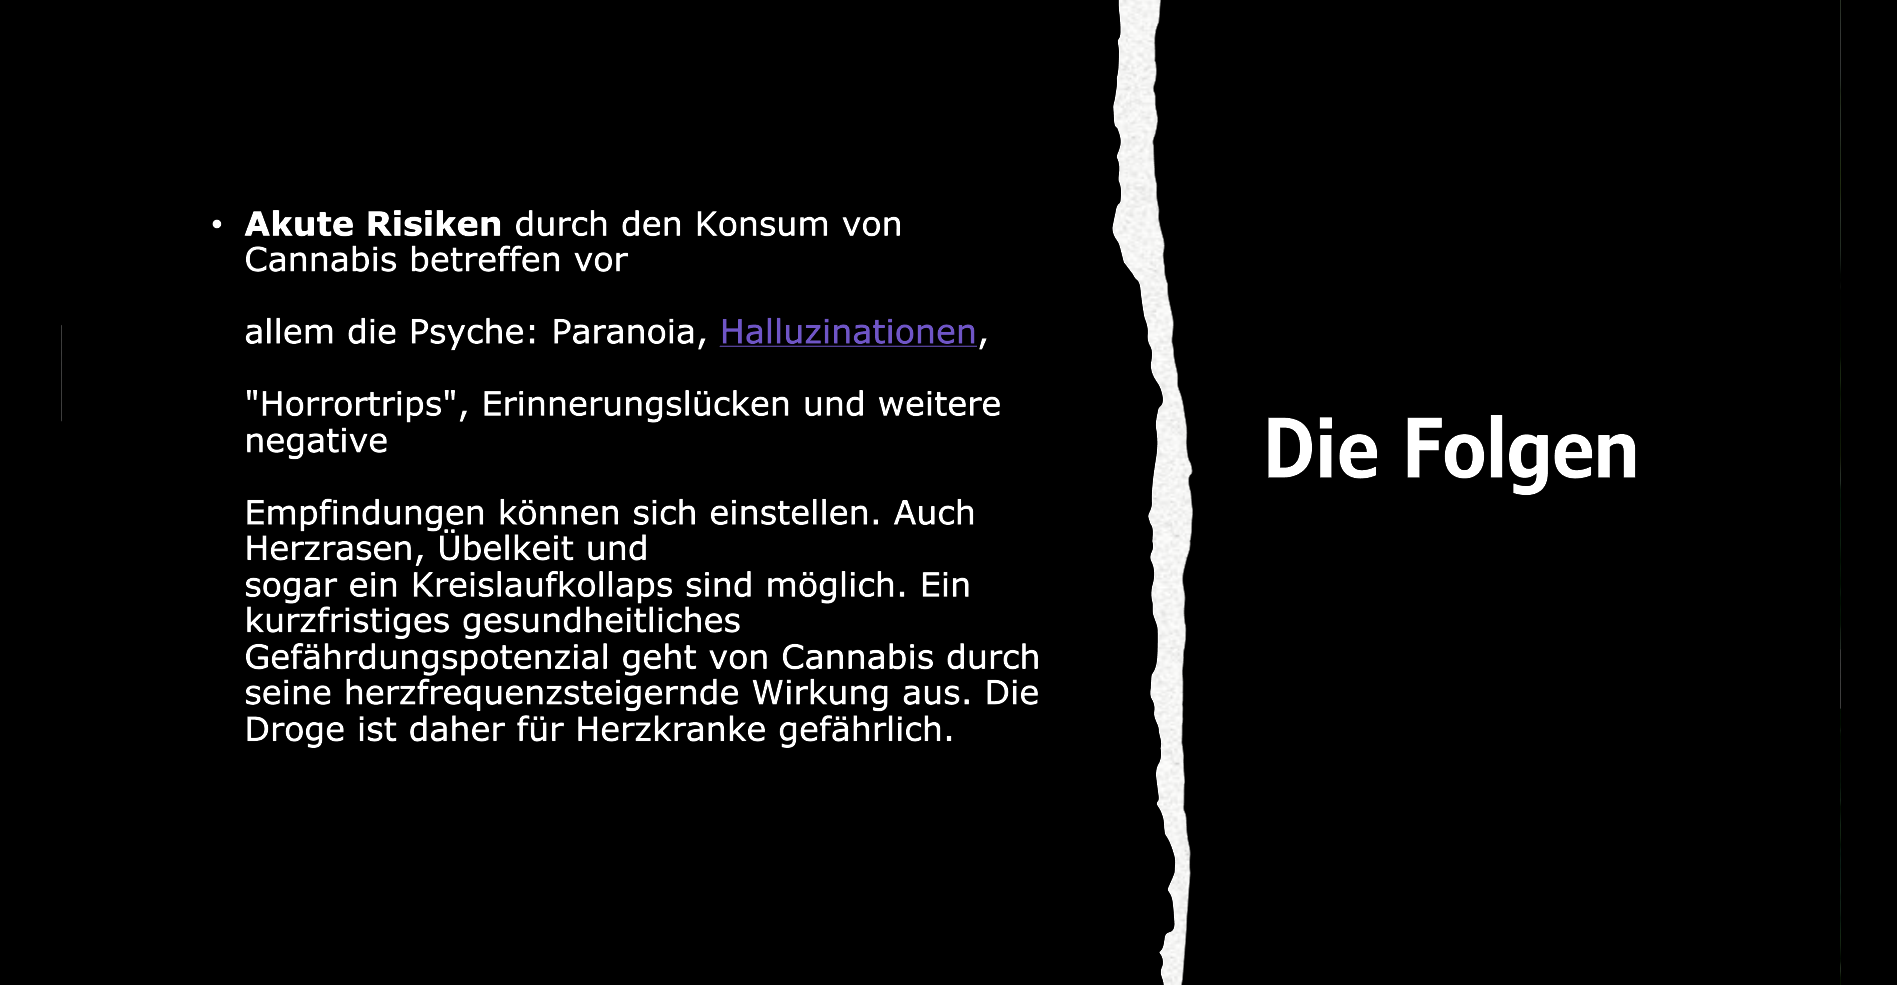 • Akute Risiken durch den Konsum von
Cannabis betreffen vor
allem die Psyche: Paranoia, Halluzinationen,
"Horrortrips", Erinnerungslücken und weitere
negative
Empfindungen können sich einstellen. Auch
Herzrasen, Übelkeit und
sogar ein Kreislaufkollaps sind möglich. Ein
kurzfristiges gesundheitliches
Gefährdungspotenzial geht von Cannabis durch
seine herzfrequenzsteigernde Wirkung aus. Die
Droge ist daher für Herzkranke gefährlich.
Die Folgen